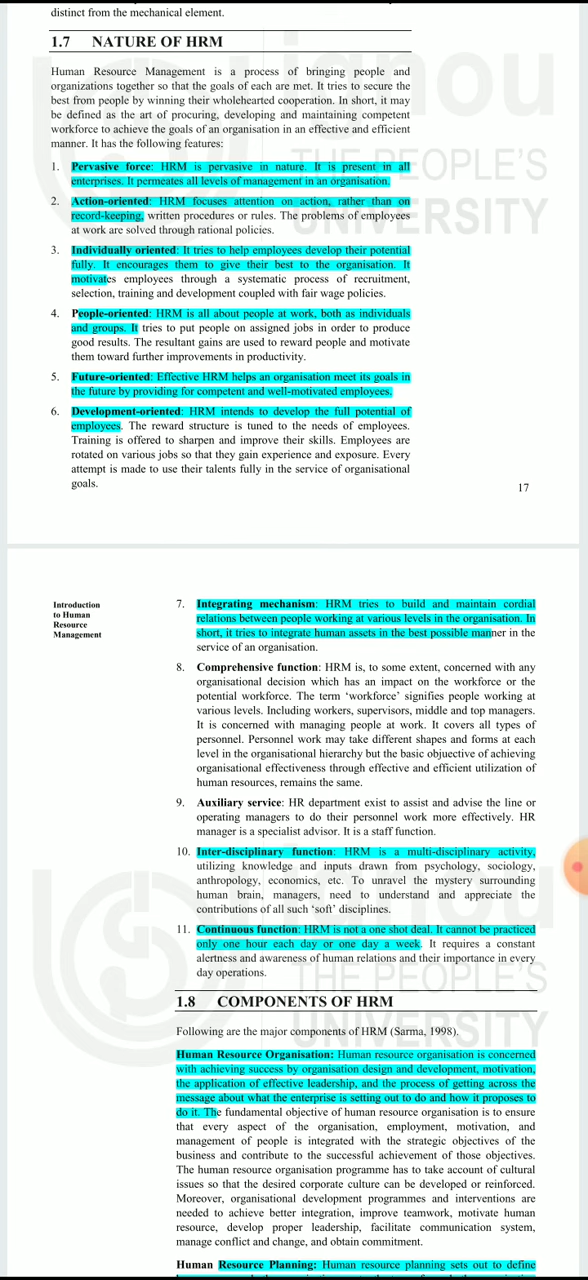 distinct from the mechanical element.
1.7 NATURE OF HRM
Human Resource Management is a process of bringing people and
organizations together so that the goals of each are met. It tries to secure the
best from people by winning their wholehearted cooperation. In short, it may
be defined as the art of procuring, developing and maintaining competent
workforce to achieve the goals of an organisation in an effective and efficient
manner. It has the following features:
1. Pervasive force: HRM is pervasive in nature. It is present in all
enterprises. It permeates all levels of management in an organisation.
2. Action-oriented: HRM focuses attention on action, rather than on
record-keeping, written procedures or rules. The problems of employees
at work are solved through rational policies.
3. Individually oriented: It tries to help employees develop their potential
fully. It encourages them to give their best to the organisation. It
motivates employees through a systematic process of recruitment,
selection, training and development coupled with fair wage policies.
4. People-oriented: HRM is all about people at work, both as individuals
and groups. It tries to put people on assigned jobs in order to produce
good results. The resultant gains are used to reward people and motivate
them toward further improvements in productivity.
5. Future-oriented: Effective HRM helps an organisation meet its goals in
the future by providing for competent and well-motivated employees.
6. Development-oriented: HRM intends to develop the full potential of
employees. The reward structure is tuned to the needs of employees.
Training is offered to sharpen and improve their skills. Employees are
rotated on various jobs so that they gain experience and exposure. Every
attempt is made to use their talents fully in the service of organisational
goals.
17
Introduction
to Human
Resource
Management
7. Integrating mechanism: HRM tries to build and maintain cordial
relations between people working at various levels in the organisation. In
short, it tries to integrate human assets in the best possible manner in the
service of an organisation.
8. Comprehensive function: HRM is, to some extent, concerned with any
organisational decision which has an impact on the workforce or the
potential workforce. The term ‘workforce’ signifies people working at
various levels. Including workers, supervisors, middle and top managers.
It is concerned with managing people at work. It covers all types of
personnel. Personnel work may take different shapes and forms at each
level in the organisational hierarchy but the basic objuective of achieving
organisational effectiveness through effective and efficient utilization of
human resources, remains the same.
9. Auxiliary service: HR department exist to assist and advise the line or
operating managers to do their personnel work more effectively. HR
manager is a specialist advisor. It is a staff function.
10. Inter-disciplinary function: HRM is a multi-disciplinary activity,
utilizing knowledge and inputs drawn from psychology, sociology,
anthropology, economics, etc. To unravel the mystery surrounding
human brain, managers, need to understand and appreciate the
contributions of all such ‘soft’ disciplines.
11. Continuous function: HRM is not a one shot deal. It cannot be practiced
only one hour each day or one day a week. It requires a constant
alertness and awareness of human relations and their importance in every
day operations.
1.8 COMPONENTS OF HRM
Following are the major components of HRM (Sarma, 1998).
Human Resource Organisation: Human resource organisation is concerned
with achieving success by organisation design and development, motivation,
the application of effective leadership, and the process of getting across the
message about what the enterprise is setting out to do and how it proposes to
do it. The fundamental objective of human resource organisation is to ensure
that every aspect of the organisation, employment, motivation, and
management of people is integrated with the strategic objectives of the
business and contribute to the successful achievement of those objectives.
The human resource organisation programme has to take account of cultural
issues so that the desired corporate culture can be developed or reinforced.
Moreover, organisational development programmes and interventions are
needed to achieve better integration, improve teamwork, motivate human
resource, develop proper leadership, facilitate communication system,
manage conflict and change, and obtain commitment.
Human Resource Planning: Human resource planning sets out to define
ignou
THE PEOPLE'S
UNIVERSITY
ignou
THE PEOPLE'S
UNIVERSITY